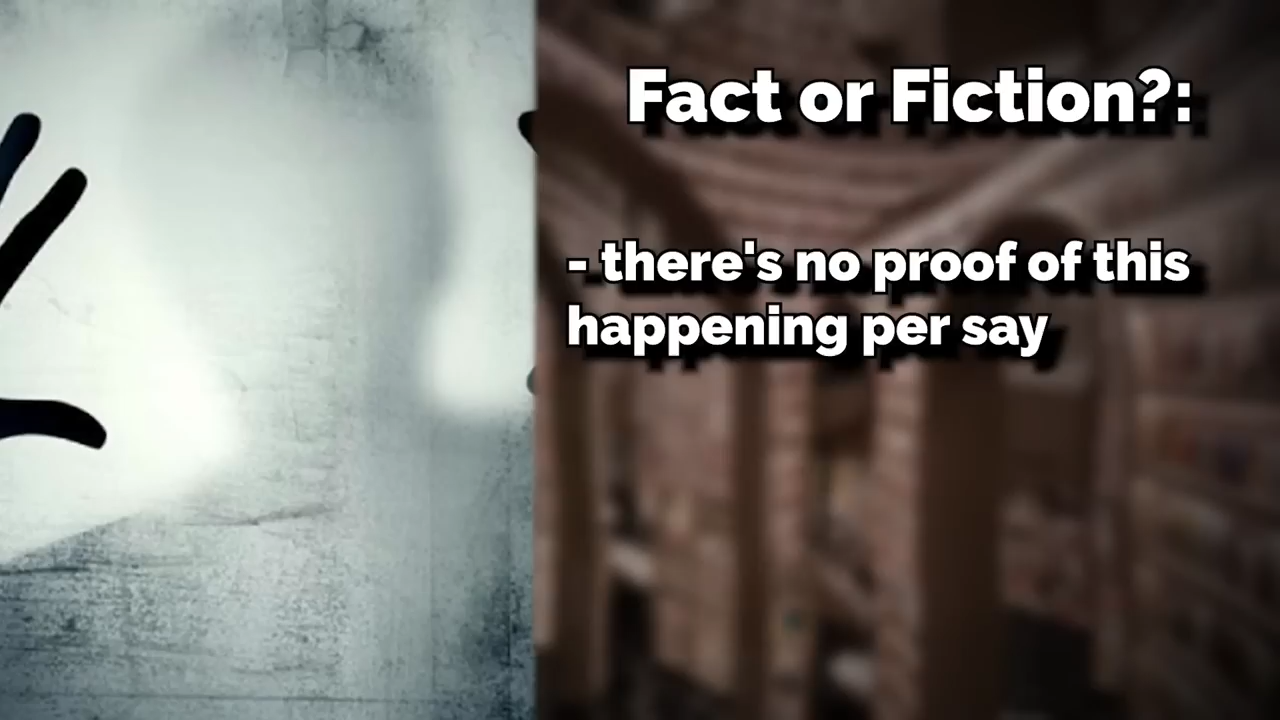 Fact or Fiction?:
- there's no proof of this
happening per say